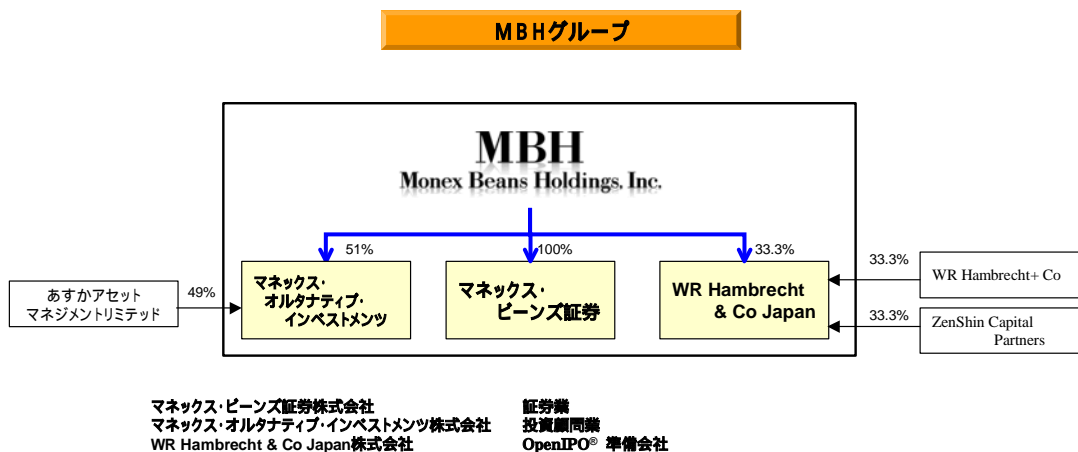 MBHグループ
MBH
Monex Beans Holdings, Inc.
51%
100%
33.3%
マネックス・
オルタナティブ・
インベストメンツ
マネックス・
ビーンズ証券
WR Hambrecht
& Co Japan
あすかアセット
マネジメントリミテッド
49%
33.3%
WR Hambrecht+ Co
33.3%
ZenShin Capital
Partners
マネックス・ビーンズ証券株式会社 証券業
マネックス・オルタナティブ・インベストメンツ株式会社 投資顧問業
WR Hambrecht & Co Japan株式会社 OpenIPO® 準備会社